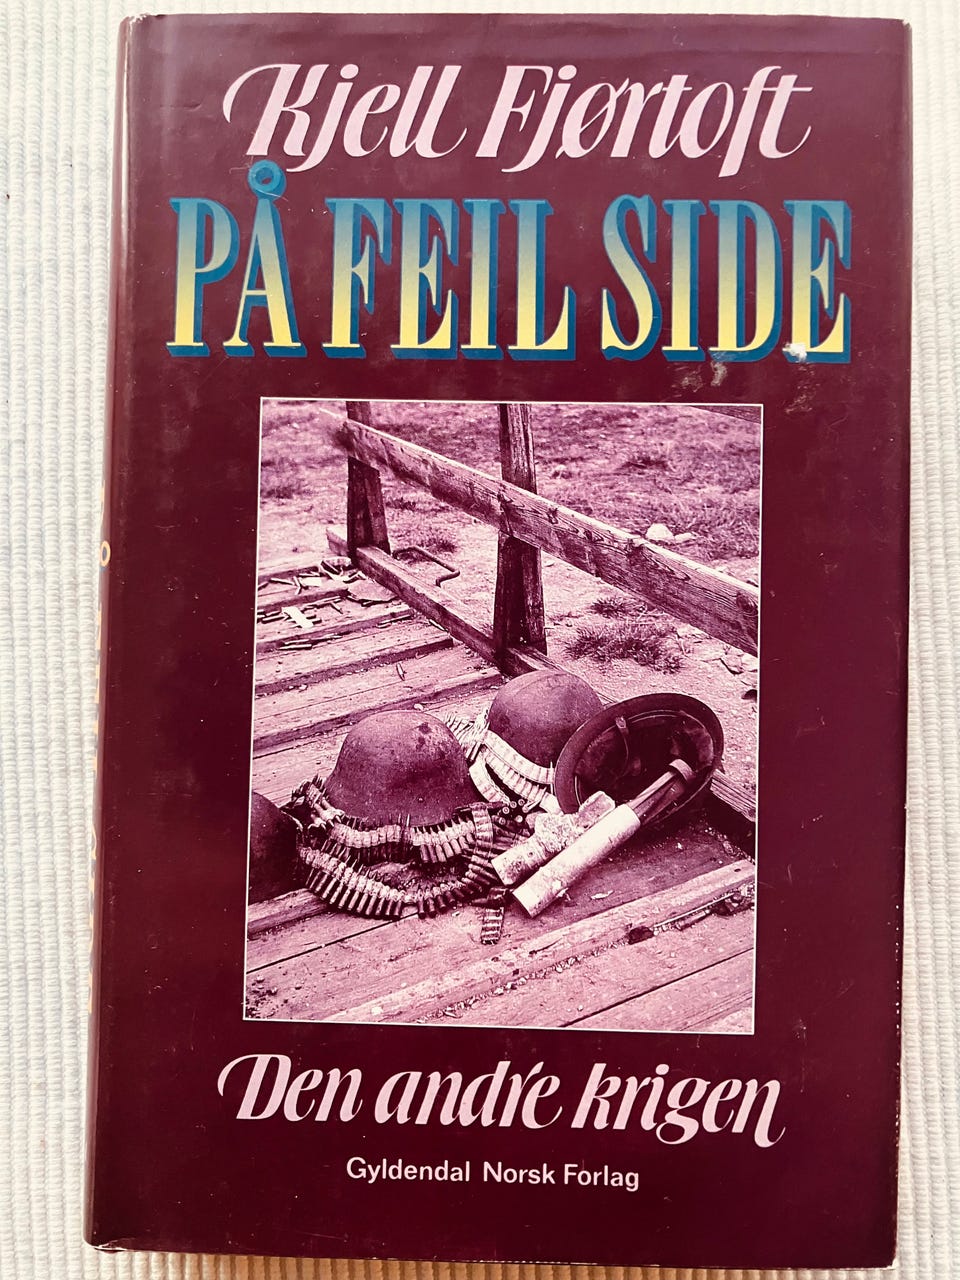 Kjell Fjørtoft
PÅ FEIL SIDE
Den andre krigen
Gyldendal Norsk Forlag